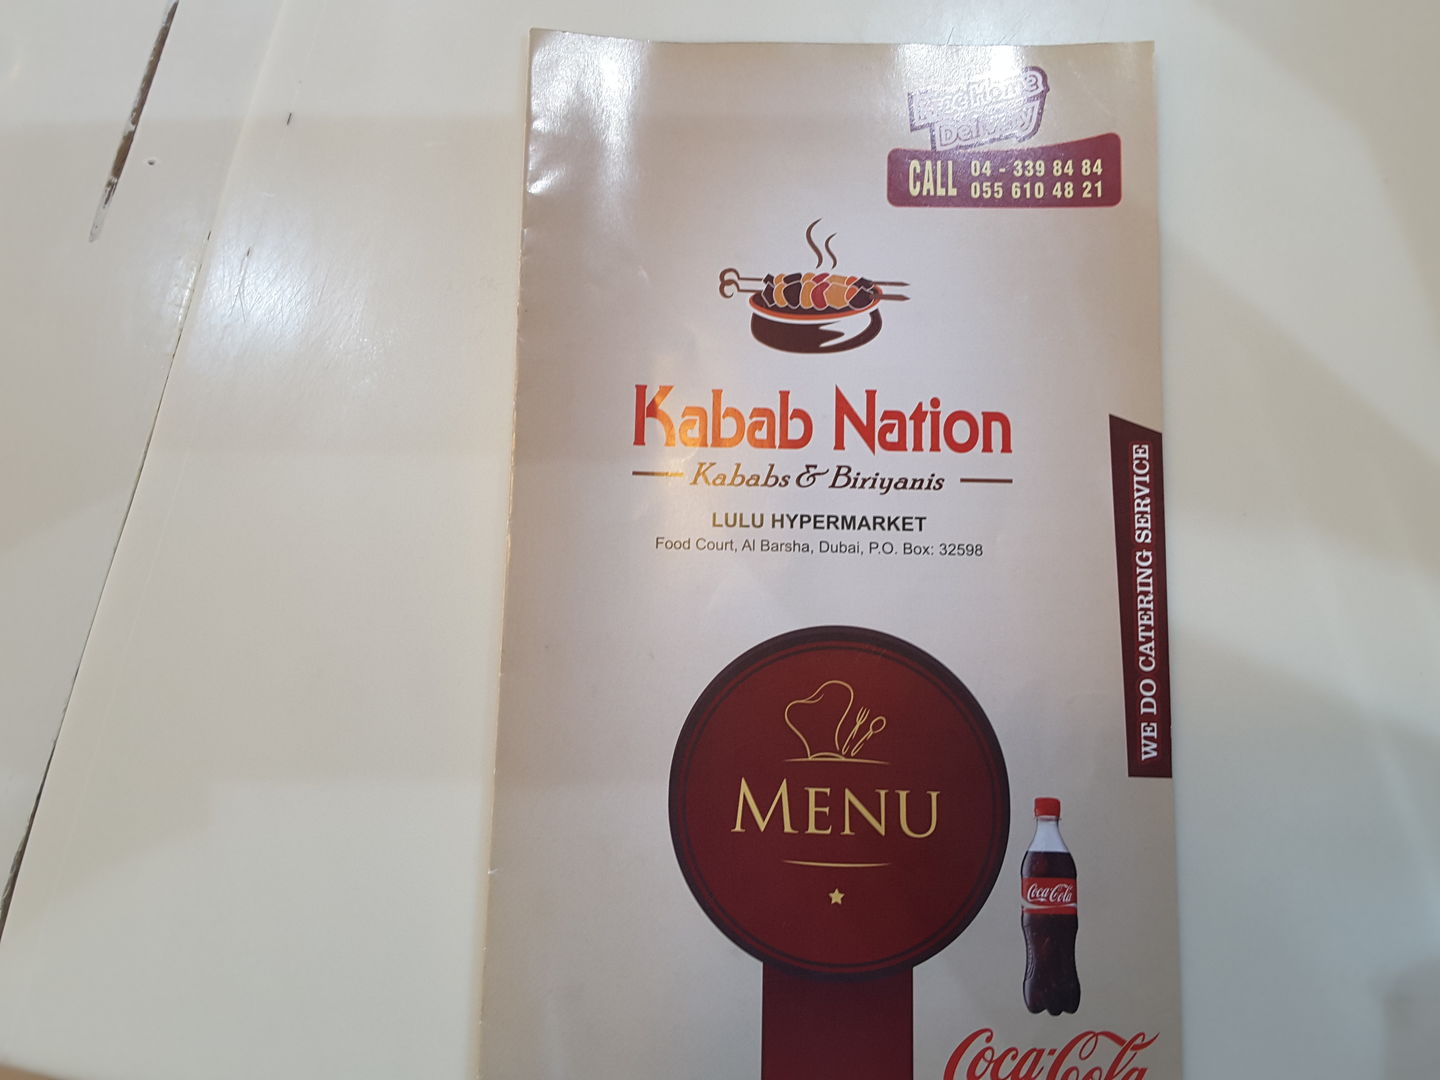 Free Home
Delivery
CALL 04 - 339 84 84
055 610 48 21
Kabab Nation
Kababs & Biriyanis
LULU HYPERMARKET
Food Court, Al Barsha, Dubai, P.O. Box: 32598
WE DO CATERING SERVICE
MENU
Coca-Cola
Coca-Cola